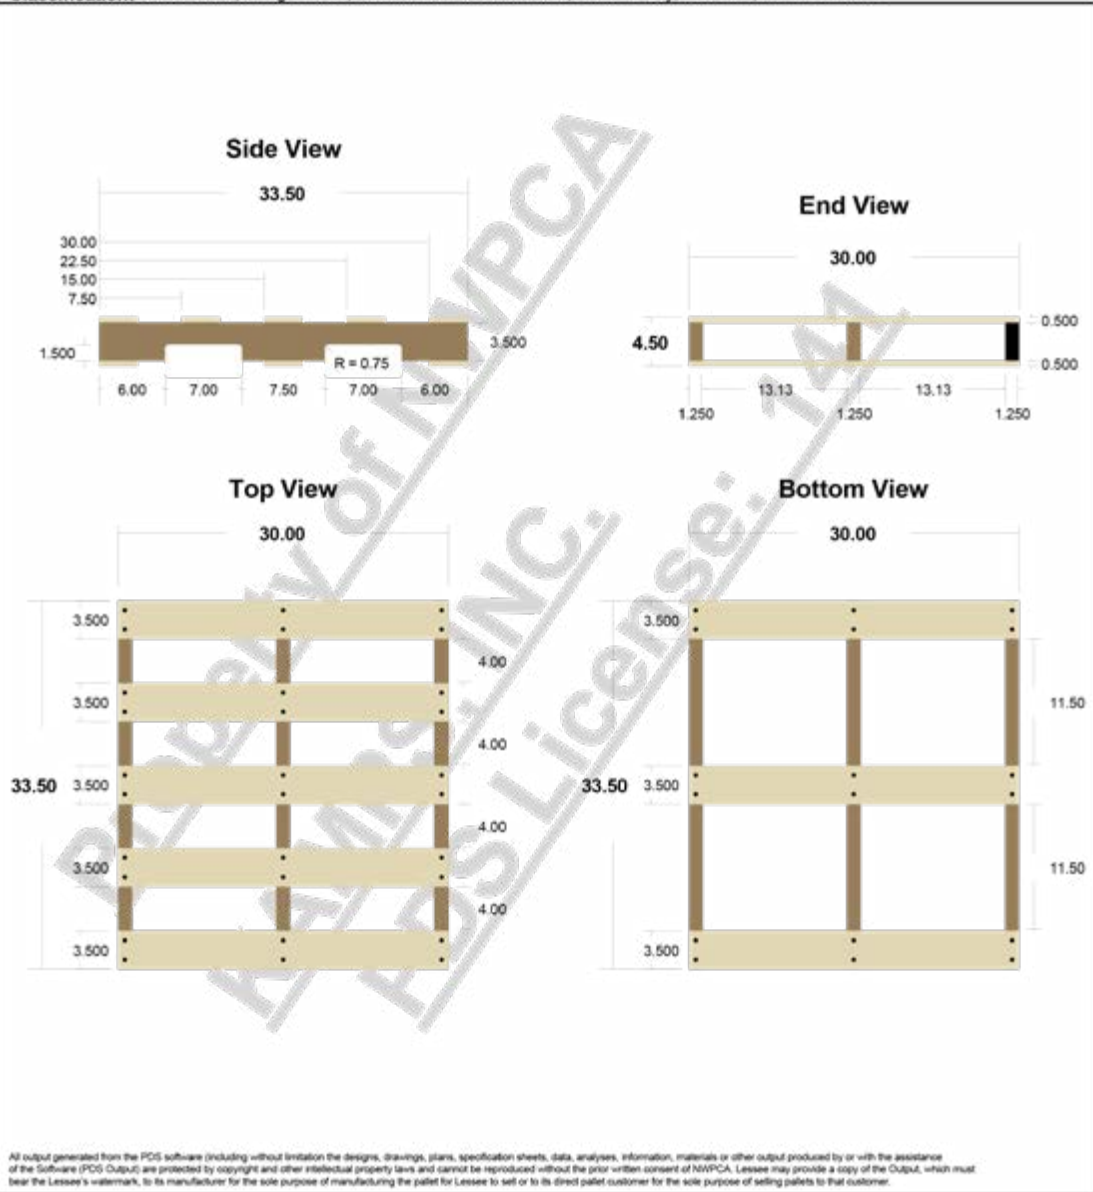 Side View
33.50
30.00
22.50
15.00
7.50
1.500
3.500
R = 0.75
6.00 7.00 7.50 7.00 6.00
End View
30.00
4.50
0.500
0.500
13.13 13.13
1.250 1.250 1.250
Top View
30.00
3.500
4.00
3.500
4.00
33.50 3.500
4.00
3.500
4.00
3.500
Bottom View
30.00
3.500
11.50
33.50 3.500
11.50
3.500
Property of NWPCA
KAMPS, INC.
PDS License: 141
All output generated from the PDS software (including without limitation the designs, drawings, plans, specification sheets, data, analyses, information, materials or other output produced by or with the assistance
of the Software (PDS Output) are protected by copyright and other intellectual property laws and cannot be reproduced without the prior written consent of NWPCA. Lessee may provide a copy of the Output, which must
bear the Lessee's watermark, to its manufacturer for the sole purpose of manufacturing the pallet for Lessee to sell or to its direct pallet customer for the sole purpose of selling pallets to that customer.